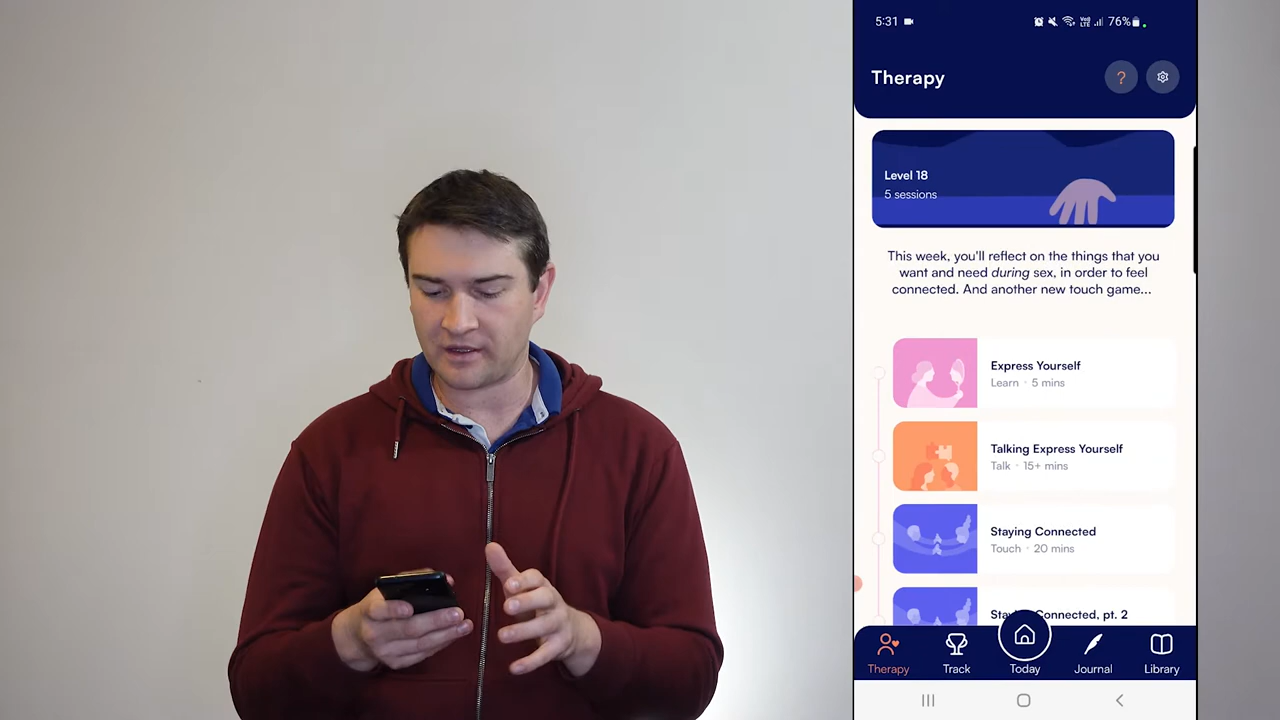 5:31
Vo)) LTE 76%
Therapy
?
Level 18
5 sessions
This week, you'll reflect on the things that you
want and need during sex, in order to feel
connected. And another new touch game...
Express Yourself
Learn • 5 mins
Talking Express Yourself
Talk • 15+ mins
Staying Connected
Touch • 20 mins
Staying Connected, pt. 2
Therapy Track Today Journal Library